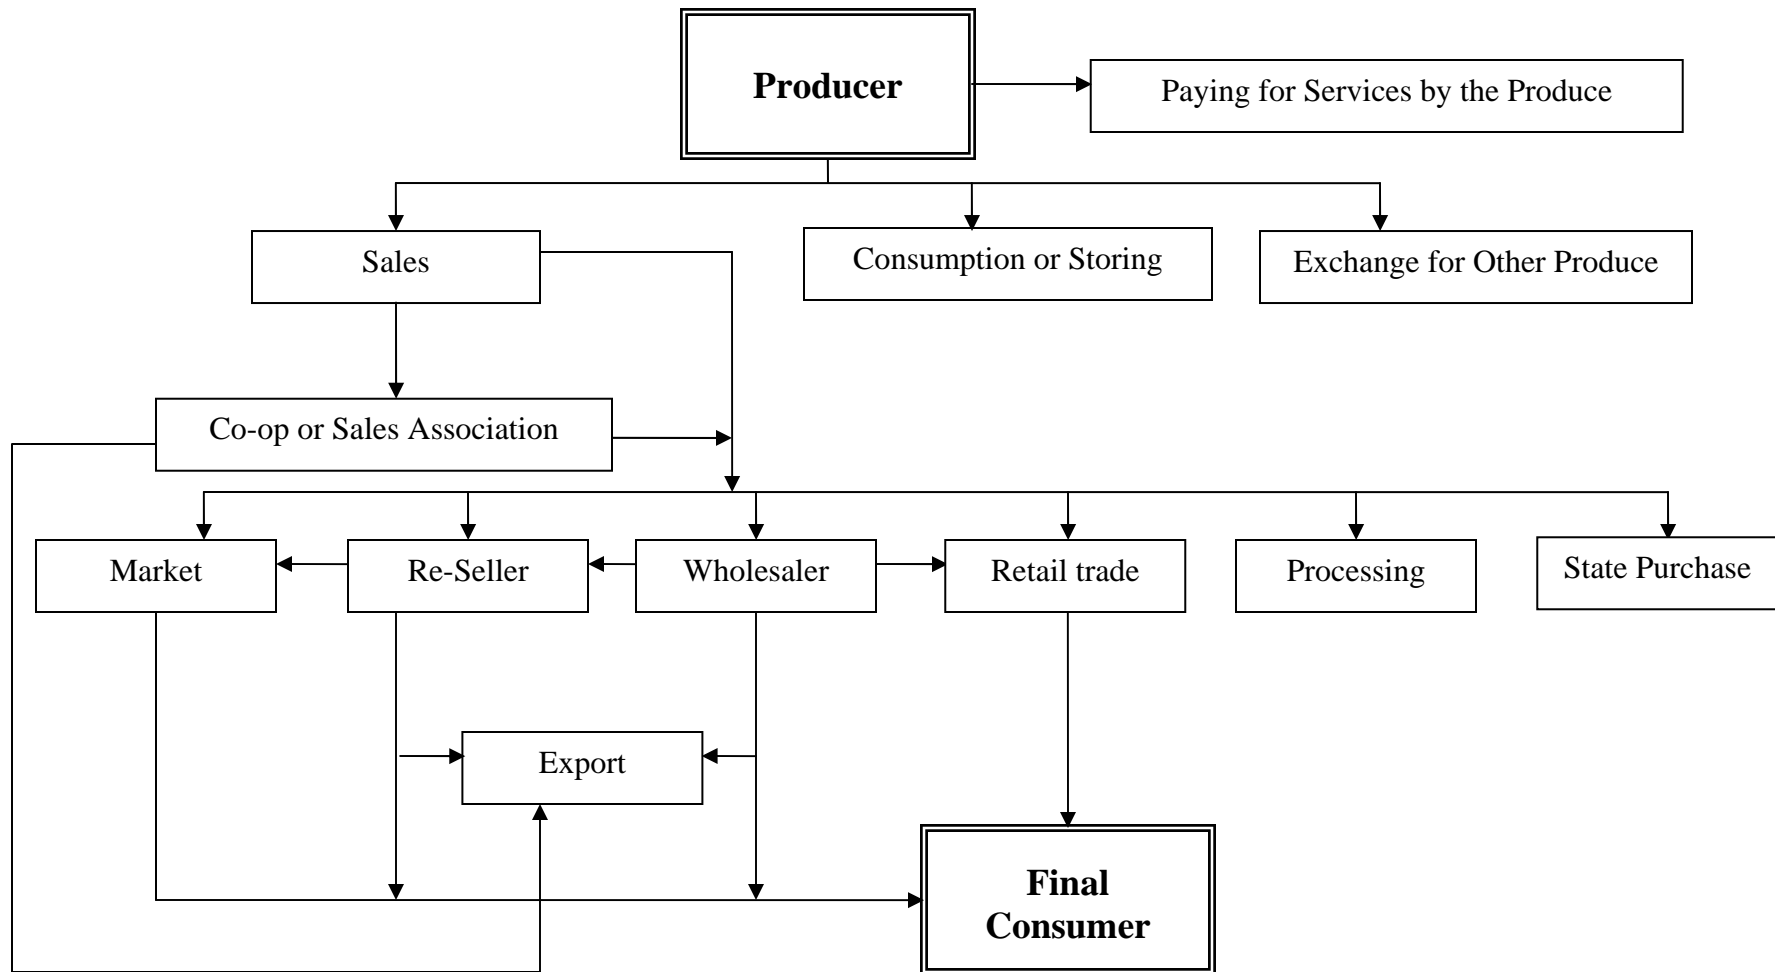 Producer
Paying for Services by the Produce
Sales
Consumption or Storing
Exchange for Other Produce
Co-op or Sales Association
Market
Re-Seller
Wholesaler
Retail trade
Processing
State Purchase
Export
Final
Consumer